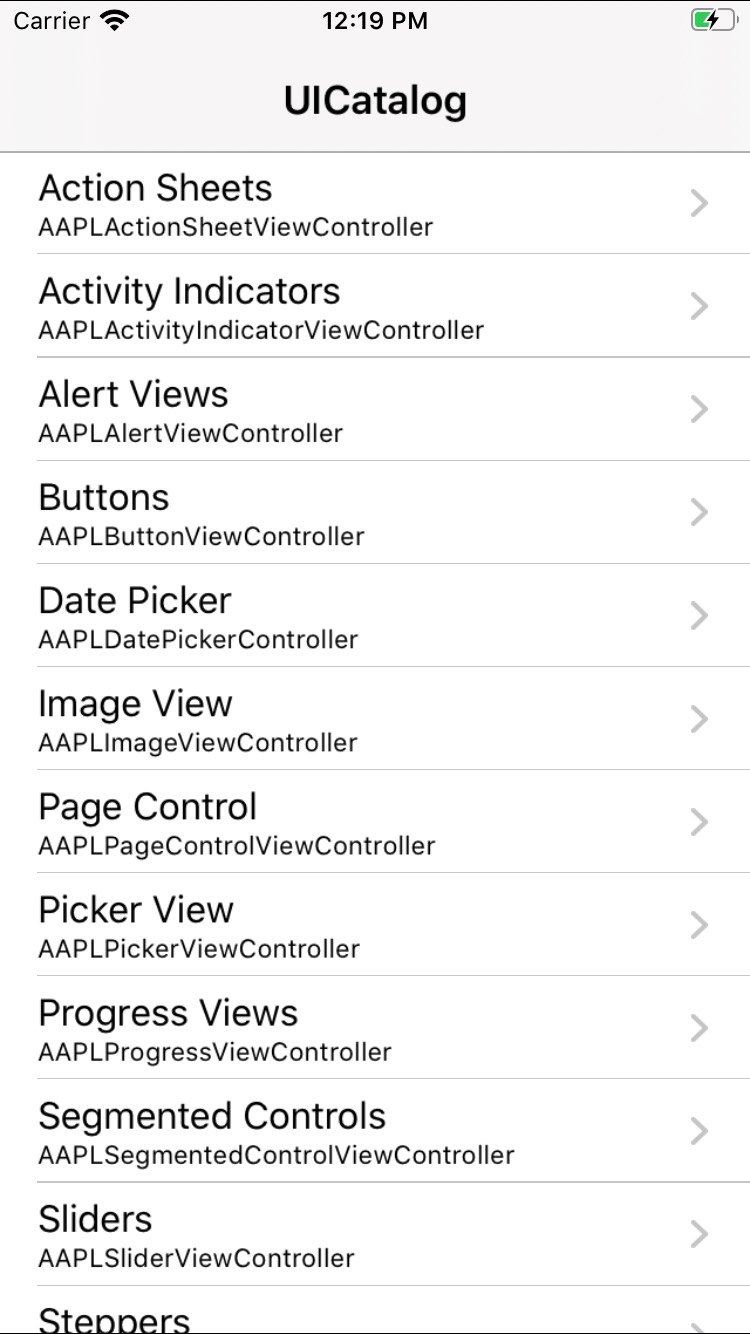 Carrier 12:19 PM
UICatalog
Action Sheets
AAPLActionSheetViewController
Activity Indicators
AAPLActivityIndicatorViewController
Alert Views
AAPLAlertViewController
Buttons
AAPLButtonViewController
Date Picker
AAPLDatePickerController
Image View
AAPLImageViewController
Page Control
AAPLPageControlViewController
Picker View
AAPLPickerViewController
Progress Views
AAPLProgressViewController
Segmented Controls
AAPLSegmentedControlViewController
Sliders
AAPLSliderViewController
Steppers